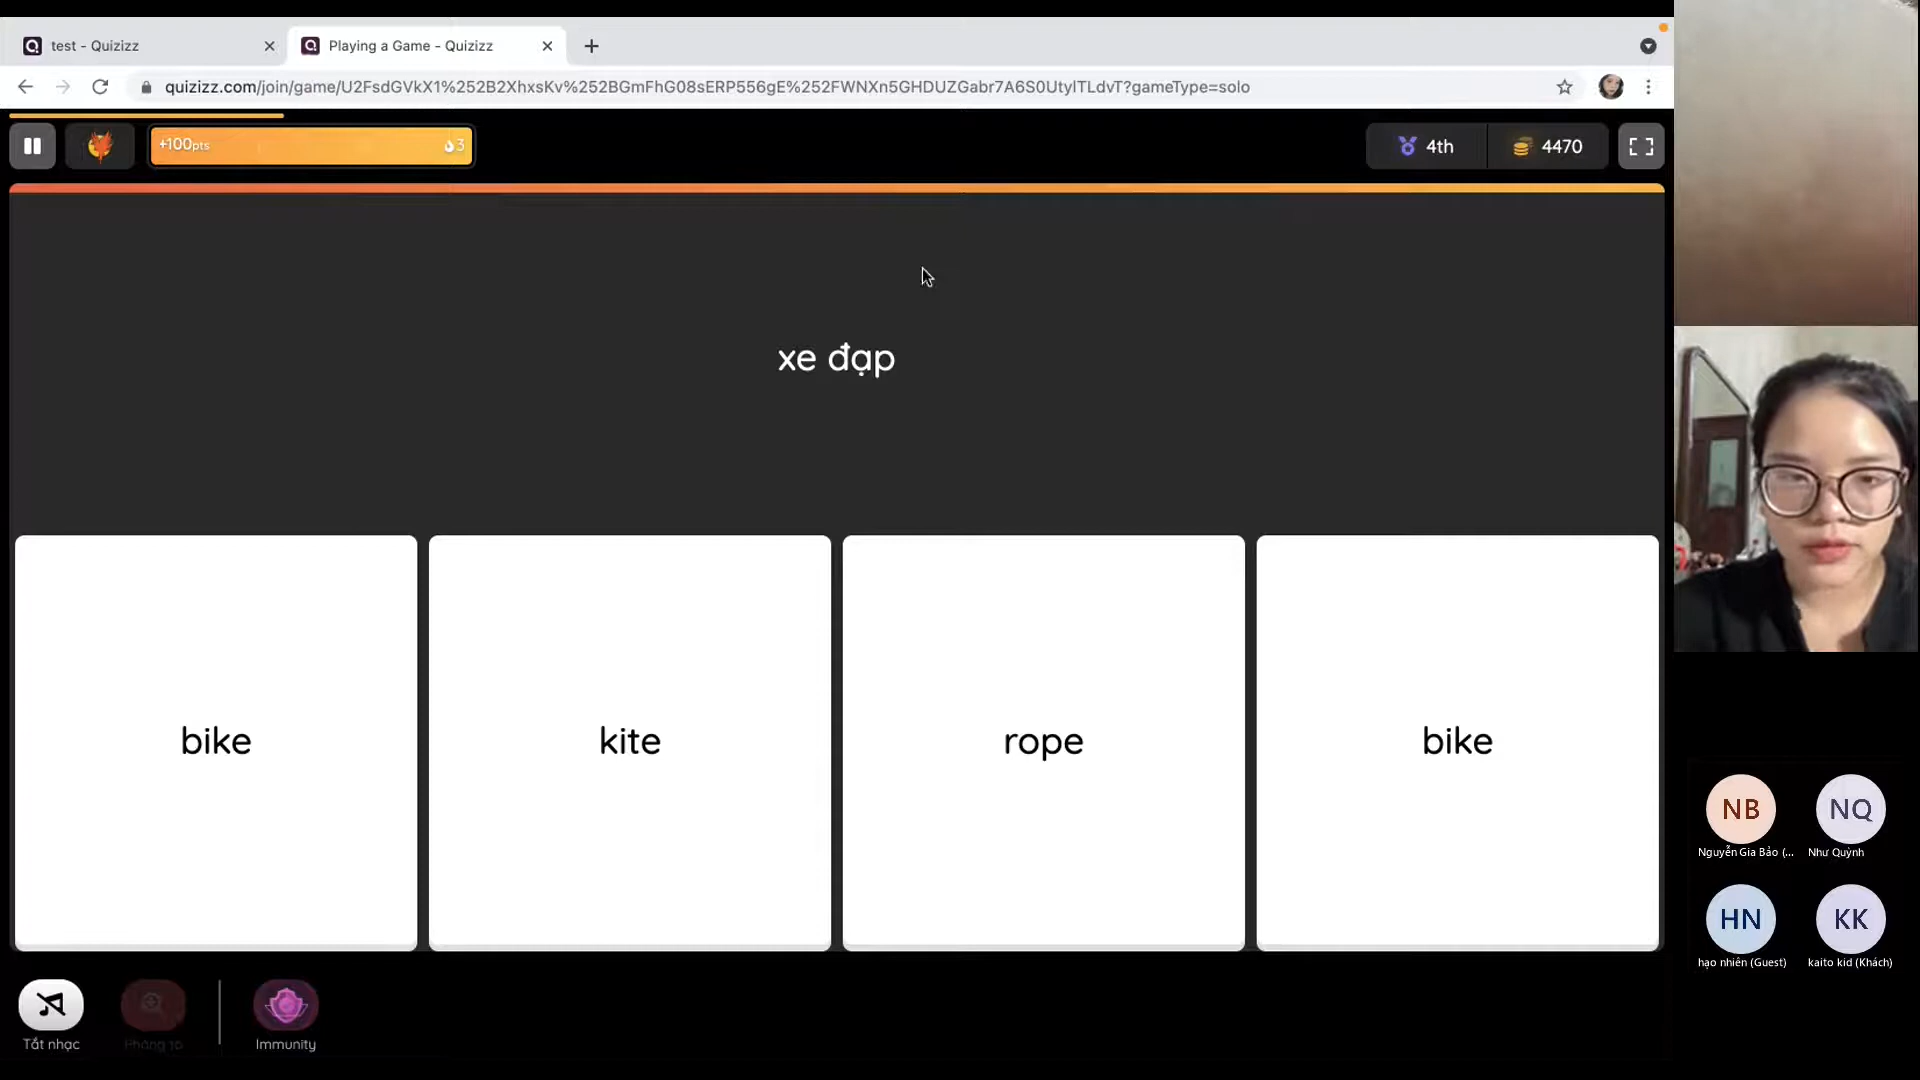 test - Quizizz
Playing a Game - Quizizz
quizizz.com/join/game/U2FsdGVkX1%252B2XhxsKv%252BGmFhG08sERP556gE%252FWNXn5GHDUZGabr7A6S0UtylTLdvT?gameType=solo
+100pts
3
4th
4470
xe đạp
bike
kite
rope
bike
NB
NQ
Nguyễn Gia Bảo (...
Như Quỳnh
HN
KK
hạo nhiên (Guest)
kaito kid (Khách)
Tắt nhạc
Phóng to
Immunity